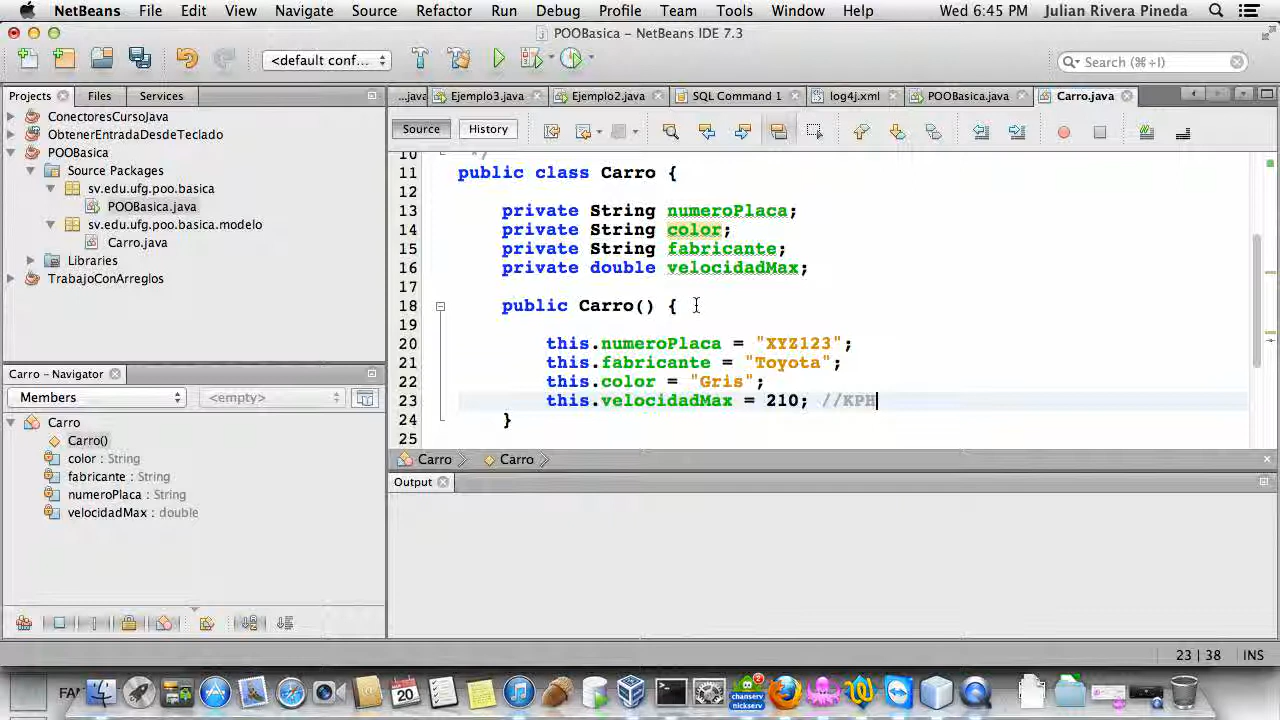 NetBeans File Edit View Navigate Source Refactor Run Debug Profile Team Tools Window Help Wed 6:45 PM Julian Rivera Pineda
POOBasica - NetBeans IDE 7.3
<default conf... Search (⌘+I)
Projects Files Services
...java Ejemplo3.java Ejemplo2.java SQL Command 1 log4j.xml POOBasica.java Carro.java
ConectoresCursoJava
ObtenerEntradaDesdeTeclado
POOBasica
Source Packages
sv.edu.ufg.poo.basica
POOBasica.java
sv.edu.ufg.poo.basica.modelo
Carro.java
Libraries
TrabajoConArreglos
Source History
10 */
11 public class Carro {
12
13 private String numeroPlaca;
14 private String color;
15 private String fabricante;
16 private double velocidadMax;
17
18 public Carro() {
19
20 this.numeroPlaca = "XYZ123";
21 this.fabricante = "Toyota";
22 this.color = "Gris";
23 this.velocidadMax = 210; //KPH
24 }
25
Carro - Navigator
Members <empty>
Carro
Carro()
color : String
fabricante : String
numeroPlaca : String
velocidadMax : double
Carro Carro
Output
23 | 38 INS
FA
20
2
chanserv
nickserv